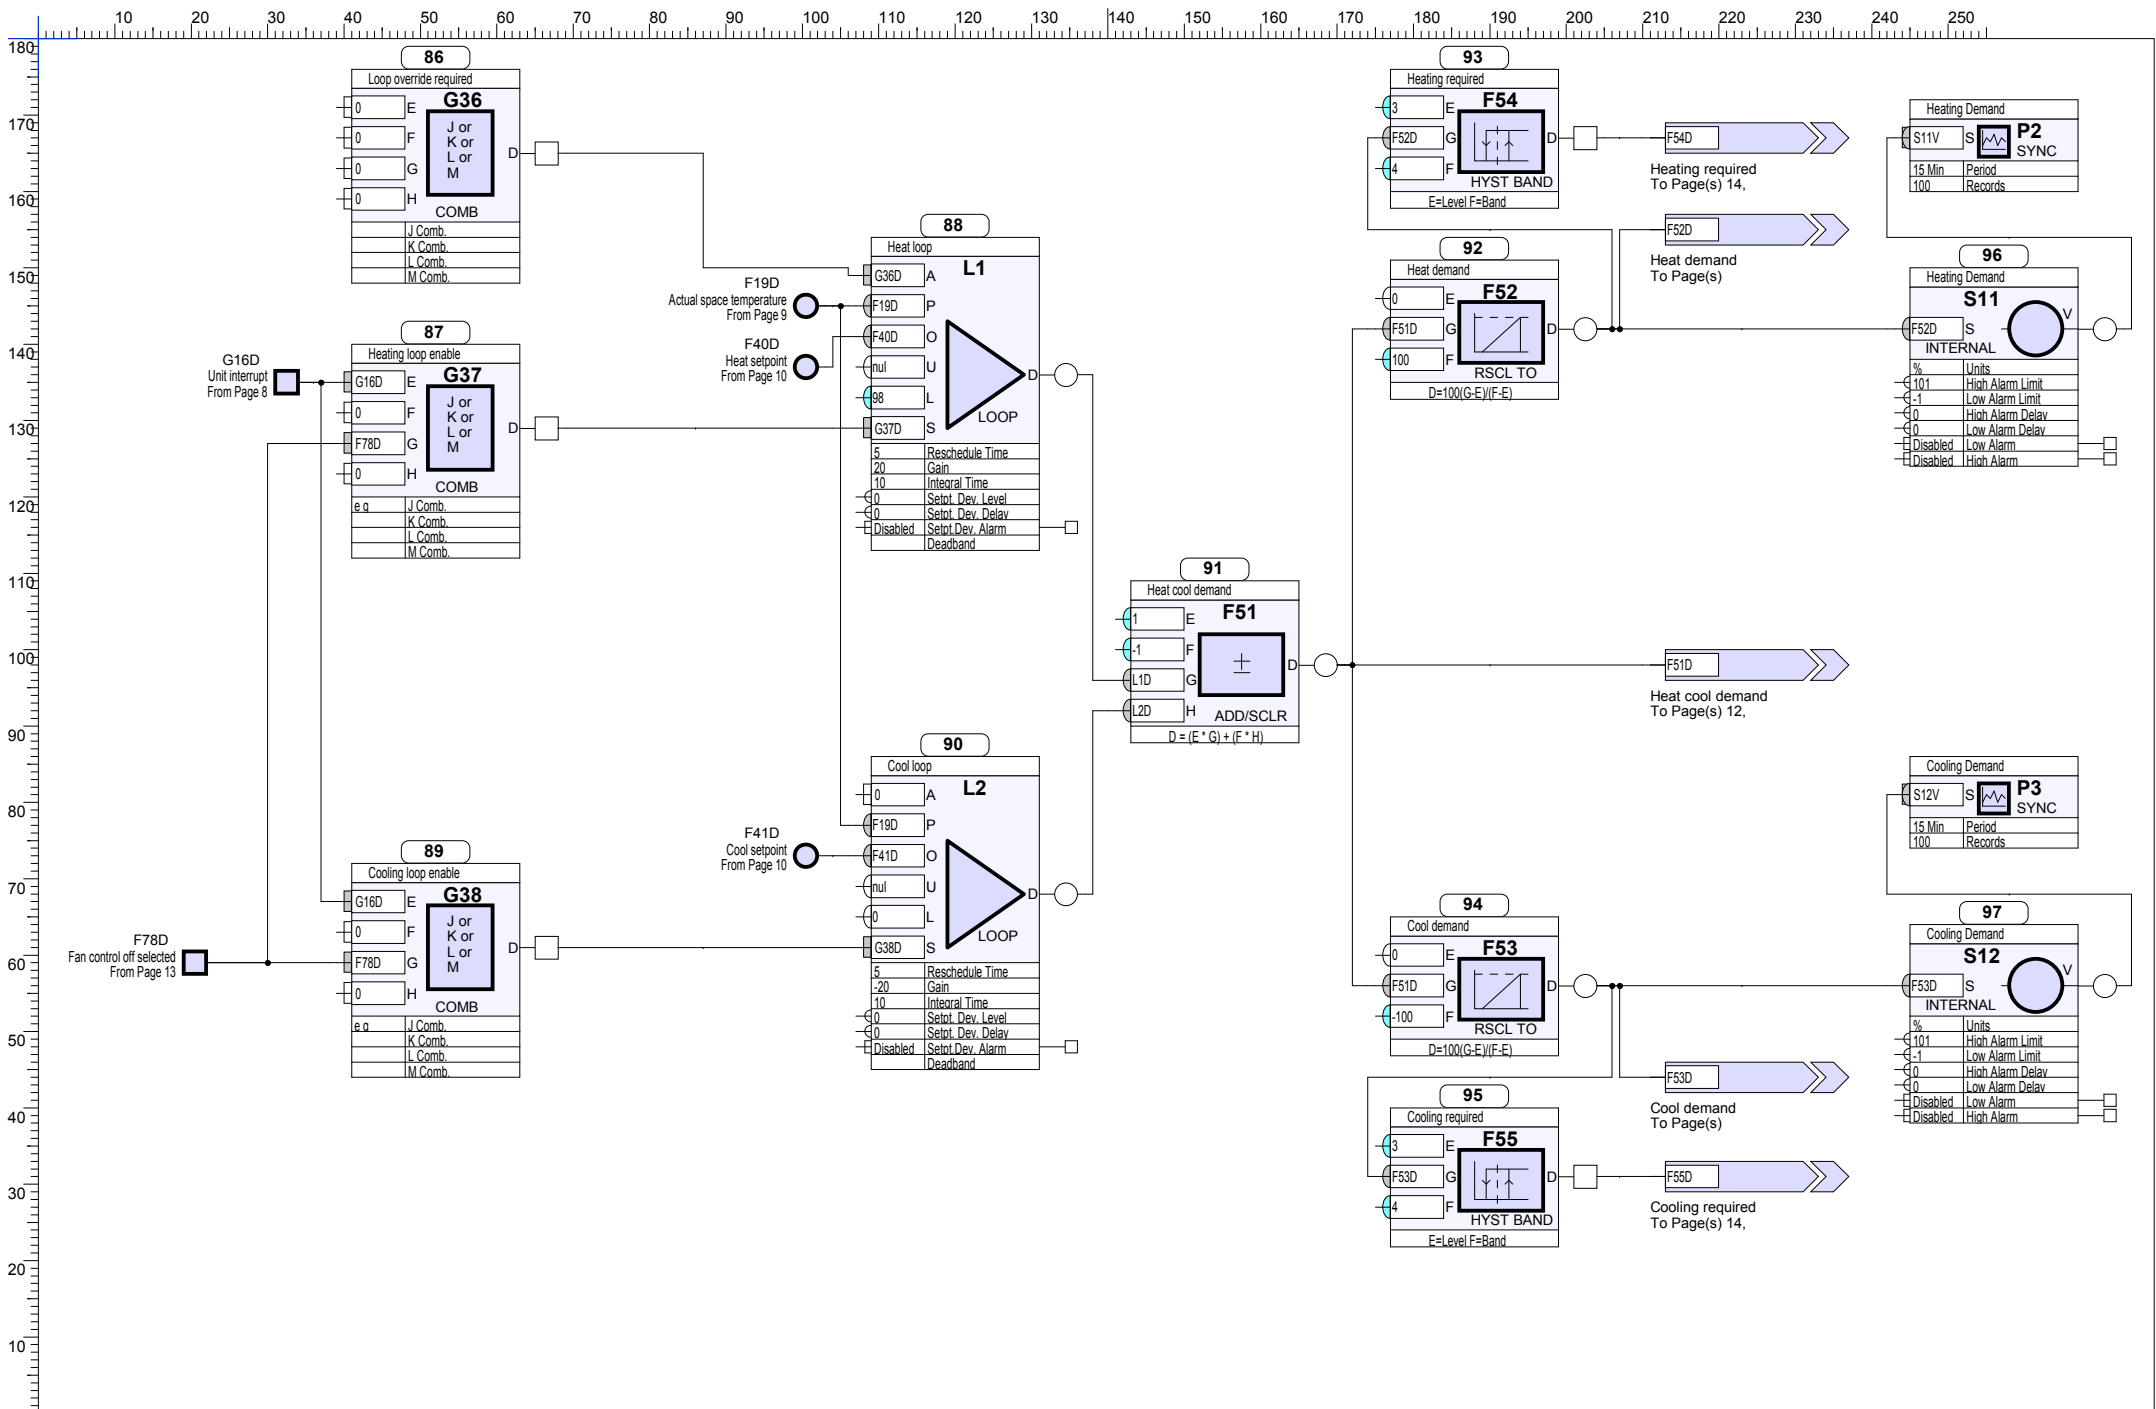 10 20 30 40 50 60 70 80 90 100 110 120 130 140 150 160 170 180 190 200 210 220 230 240 250
180
170
160
150
140
130
120
110
100
90
80
70
60
50
40
30
20
10
86
Loop override required
G36
0 E
0 F
0 G
0 H
J or
K or
L or
M
D
COMB
J Comb.
K Comb.
L Comb.
M Comb.
87
Heating loop enable
G37
G16D E
0 F
F78D G
0 H
J or
K or
L or
M
D
COMB
e g J Comb.
K Comb.
L Comb.
M Comb.
G16D
Unit interrupt
From Page 8
89
Cooling loop enable
G38
G16D E
0 F
F78D G
0 H
J or
K or
L or
M
D
COMB
e g J Comb.
K Comb.
L Comb.
M Comb.
F78D
Fan control off selected
From Page 13
88
Heat loop
L1
G36D A
F19D P
F40D O
nul U
98 L
G37D S
D
LOOP
5 Reschedule Time
20 Gain
10 Integral Time
0 Setpt. Dev. Level
0 Setpt. Dev. Delay
Disabled Setpt.Dev. Alarm
Deadband
F19D
Actual space temperature
From Page 9
F40D
Heat setpoint
From Page 10
90
Cool loop
L2
0 A
F19D P
F41D O
nul U
0 L
G38D S
D
LOOP
5 Reschedule Time
-20 Gain
10 Integral Time
0 Setpt. Dev. Level
0 Setpt. Dev. Delay
Disabled Setpt.Dev. Alarm
Deadband
F41D
Cool setpoint
From Page 10
91
Heat cool demand
F51
1 E
-1 F
L1D G
L2D H
±
D
ADD/SCLR
D = (E * G) + (F * H)
93
Heating required
F54
3 E
F52D G
4 F
D
HYST BAND
E=Level F=Band
92
Heat demand
F52
0 E
F51D G
100 F
D
RSCL TO
D=100(G-E)/(F-E)
94
Cool demand
F53
0 E
F51D G
-100 F
D
RSCL TO
D=100(G-E)/(F-E)
95
Cooling required
F55
3 E
F53D G
4 F
D
HYST BAND
E=Level F=Band
F54D
Heating required
To Page(s) 14,
F52D
Heat demand
To Page(s)
F51D
Heat cool demand
To Page(s) 12,
F53D
Cool demand
To Page(s)
F55D
Cooling required
To Page(s) 14,
Heating Demand
S11V S P2
SYNC
15 Min Period
100 Records
96
Heating Demand
S11
F52D S V
INTERNAL
% Units
101 High Alarm Limit
-1 Low Alarm Limit
0 High Alarm Delay
0 Low Alarm Delay
Disabled Low Alarm
Disabled High Alarm
Cooling Demand
S12V S P3
SYNC
15 Min Period
100 Records
97
Cooling Demand
S12
F53D S V
INTERNAL
% Units
101 High Alarm Limit
-1 Low Alarm Limit
0 High Alarm Delay
0 Low Alarm Delay
Disabled Low Alarm
Disabled High Alarm